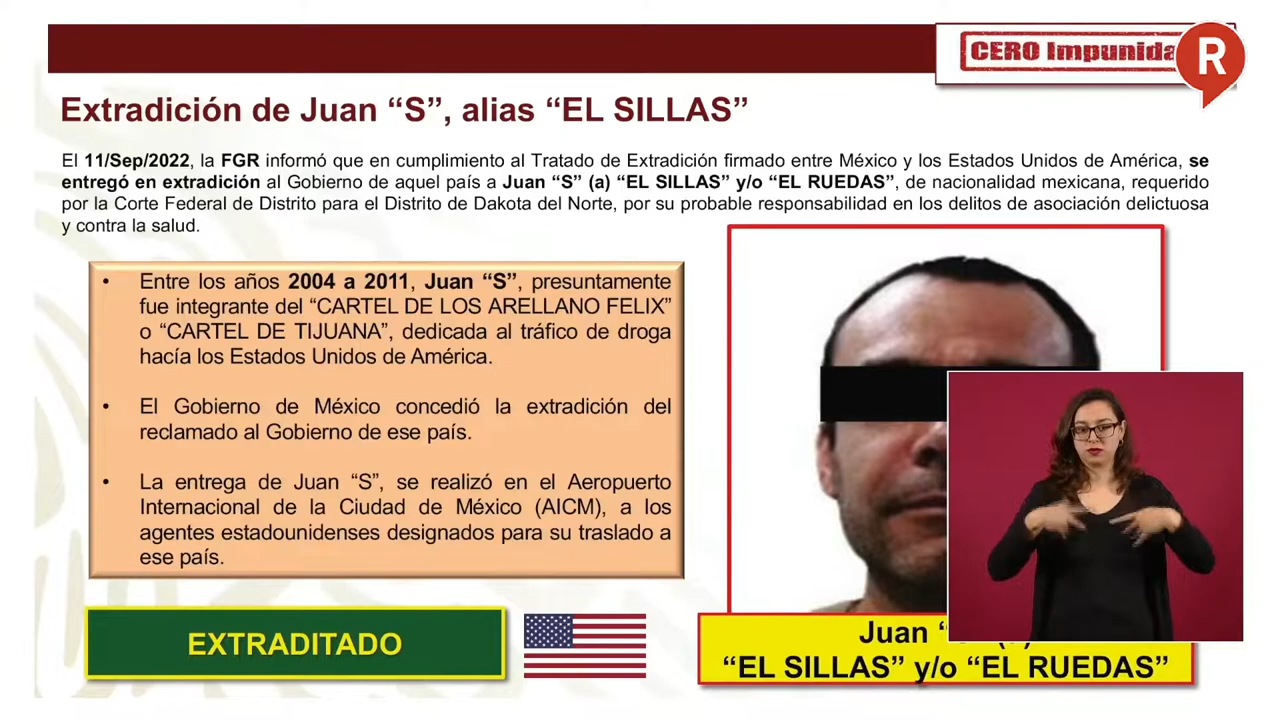 CERO Impunida
R
Extradición de Juan “S”, alias “EL SILLAS”
El 11/Sep/2022, la FGR informó que en cumplimiento al Tratado de Extradición firmado entre México y los Estados Unidos de América, se
entregó en extradición al Gobierno de aquel país a Juan “S” (a) “EL SILLAS” y/o “EL RUEDAS”, de nacionalidad mexicana, requerido
por la Corte Federal de Distrito para el Distrito de Dakota del Norte, por su probable responsabilidad en los delitos de asociación delictuosa
y contra la salud.
• Entre los años 2004 a 2011, Juan “S”, presuntamente
fue integrante del “CARTEL DE LOS ARELLANO FELIX”
o “CARTEL DE TIJUANA”, dedicada al tráfico de droga
hacía los Estados Unidos de América.
• El Gobierno de México concedió la extradición del
reclamado al Gobierno de ese país.
• La entrega de Juan “S”, se realizó en el Aeropuerto
Internacional de la Ciudad de México (AICM), a los
agentes estadounidenses designados para su traslado a
ese país.
EXTRADITADO
Juan
“EL SILLAS” y/o “EL RUEDAS”